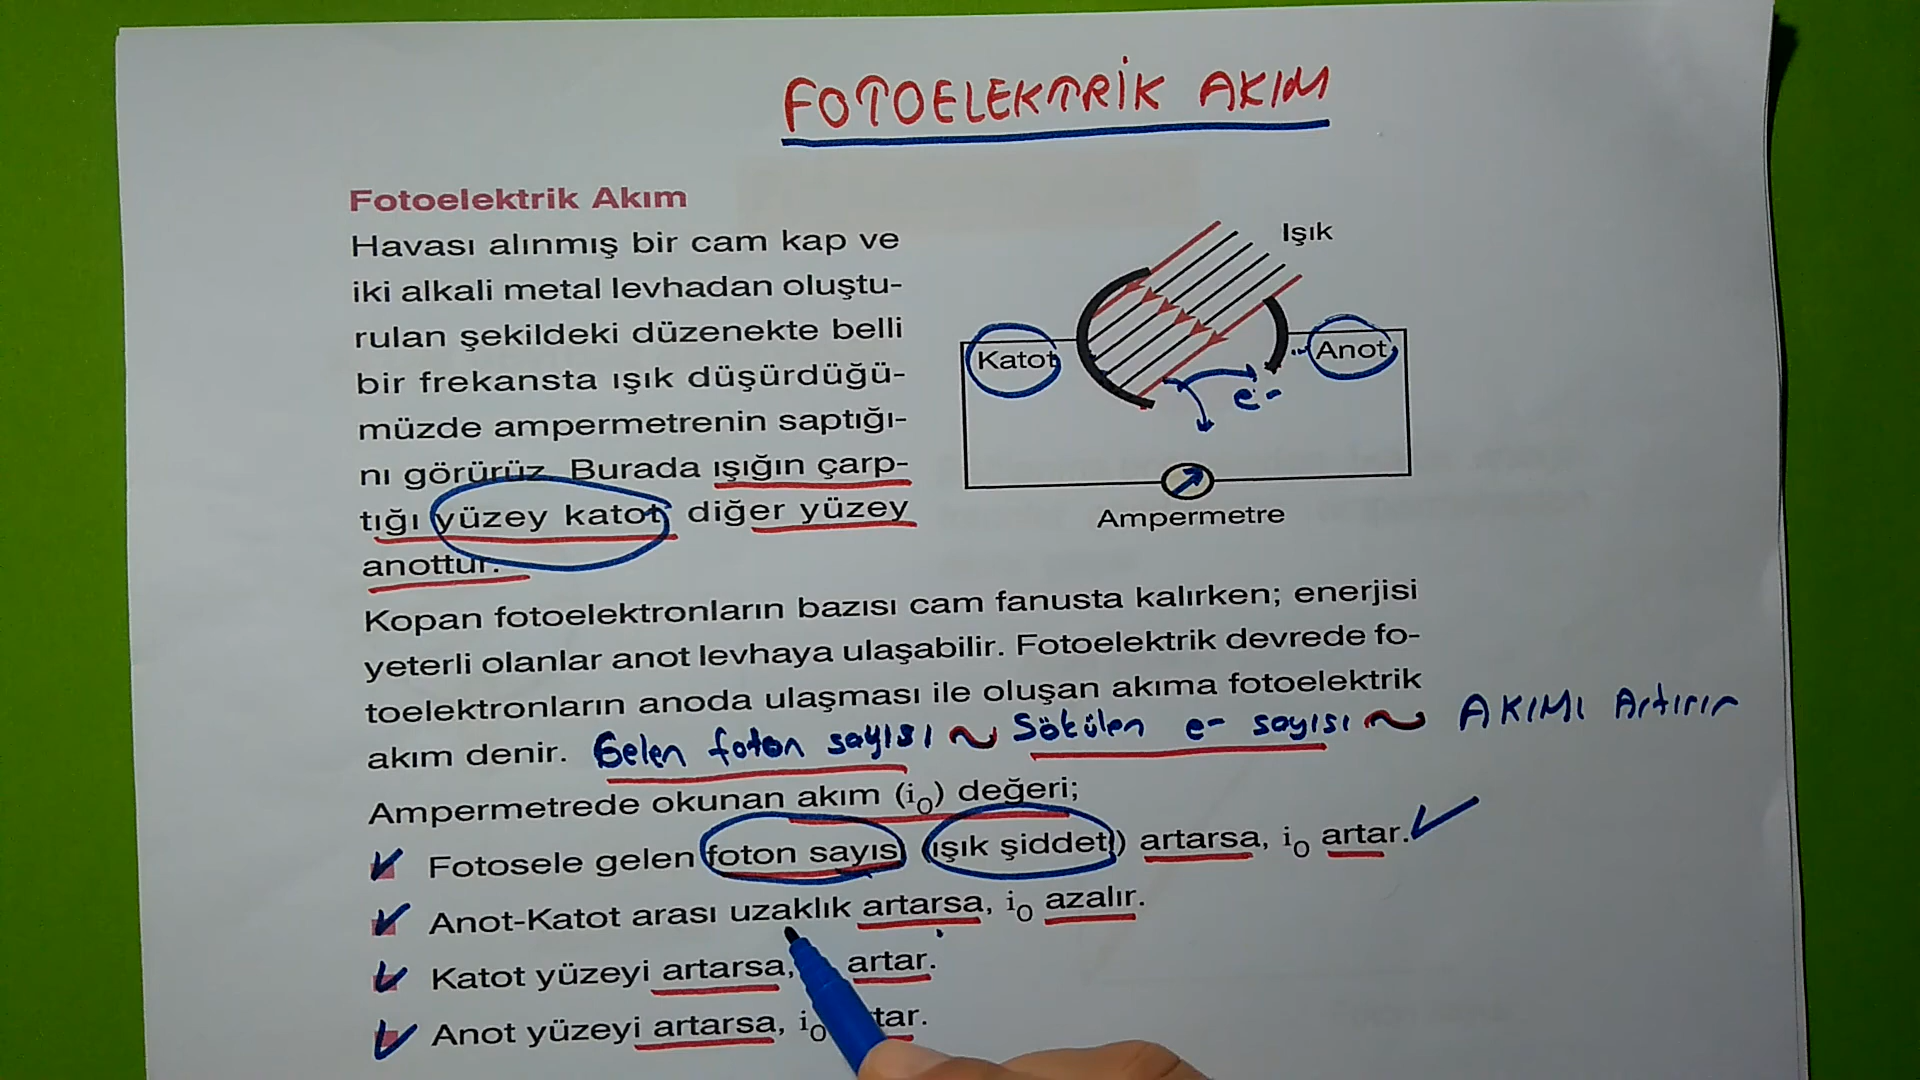 FOTOELEKTRİK AKIM
Fotoelektrik Akım
Havası alınmış bir cam kap ve
iki alkali metal levhadan oluştu-
rulan şekildeki düzenekte belli
bir frekansta ışık düşürdüğü-
müzde ampermetrenin saptığı-
nı görürüz. Burada ışığın çarp-
tığı yüzey katot diğer yüzey
anottur.
Işık
Katot
Anot
e-
Ampermetre
Kopan fotoelektronların bazısı cam fanusta kalırken; enerjisi
yeterli olanlar anot levhaya ulaşabilir. Fotoelektrik devrede fo-
toelektronların anoda ulaşması ile oluşan akıma fotoelektrik
akım denir. Gelen foton sayısı ~ Sökülen e- sayısı ~ AKIMI Artırır
Ampermetrede okunan akım (i₀) değeri;
Fotosele gelen foton sayısı (ışık şiddeti) artarsa, i₀ artar.
Anot-Katot arası uzaklık artarsa, i₀ azalır.
Katot yüzeyi artarsa, artar.
Anot yüzeyi artarsa, i₀